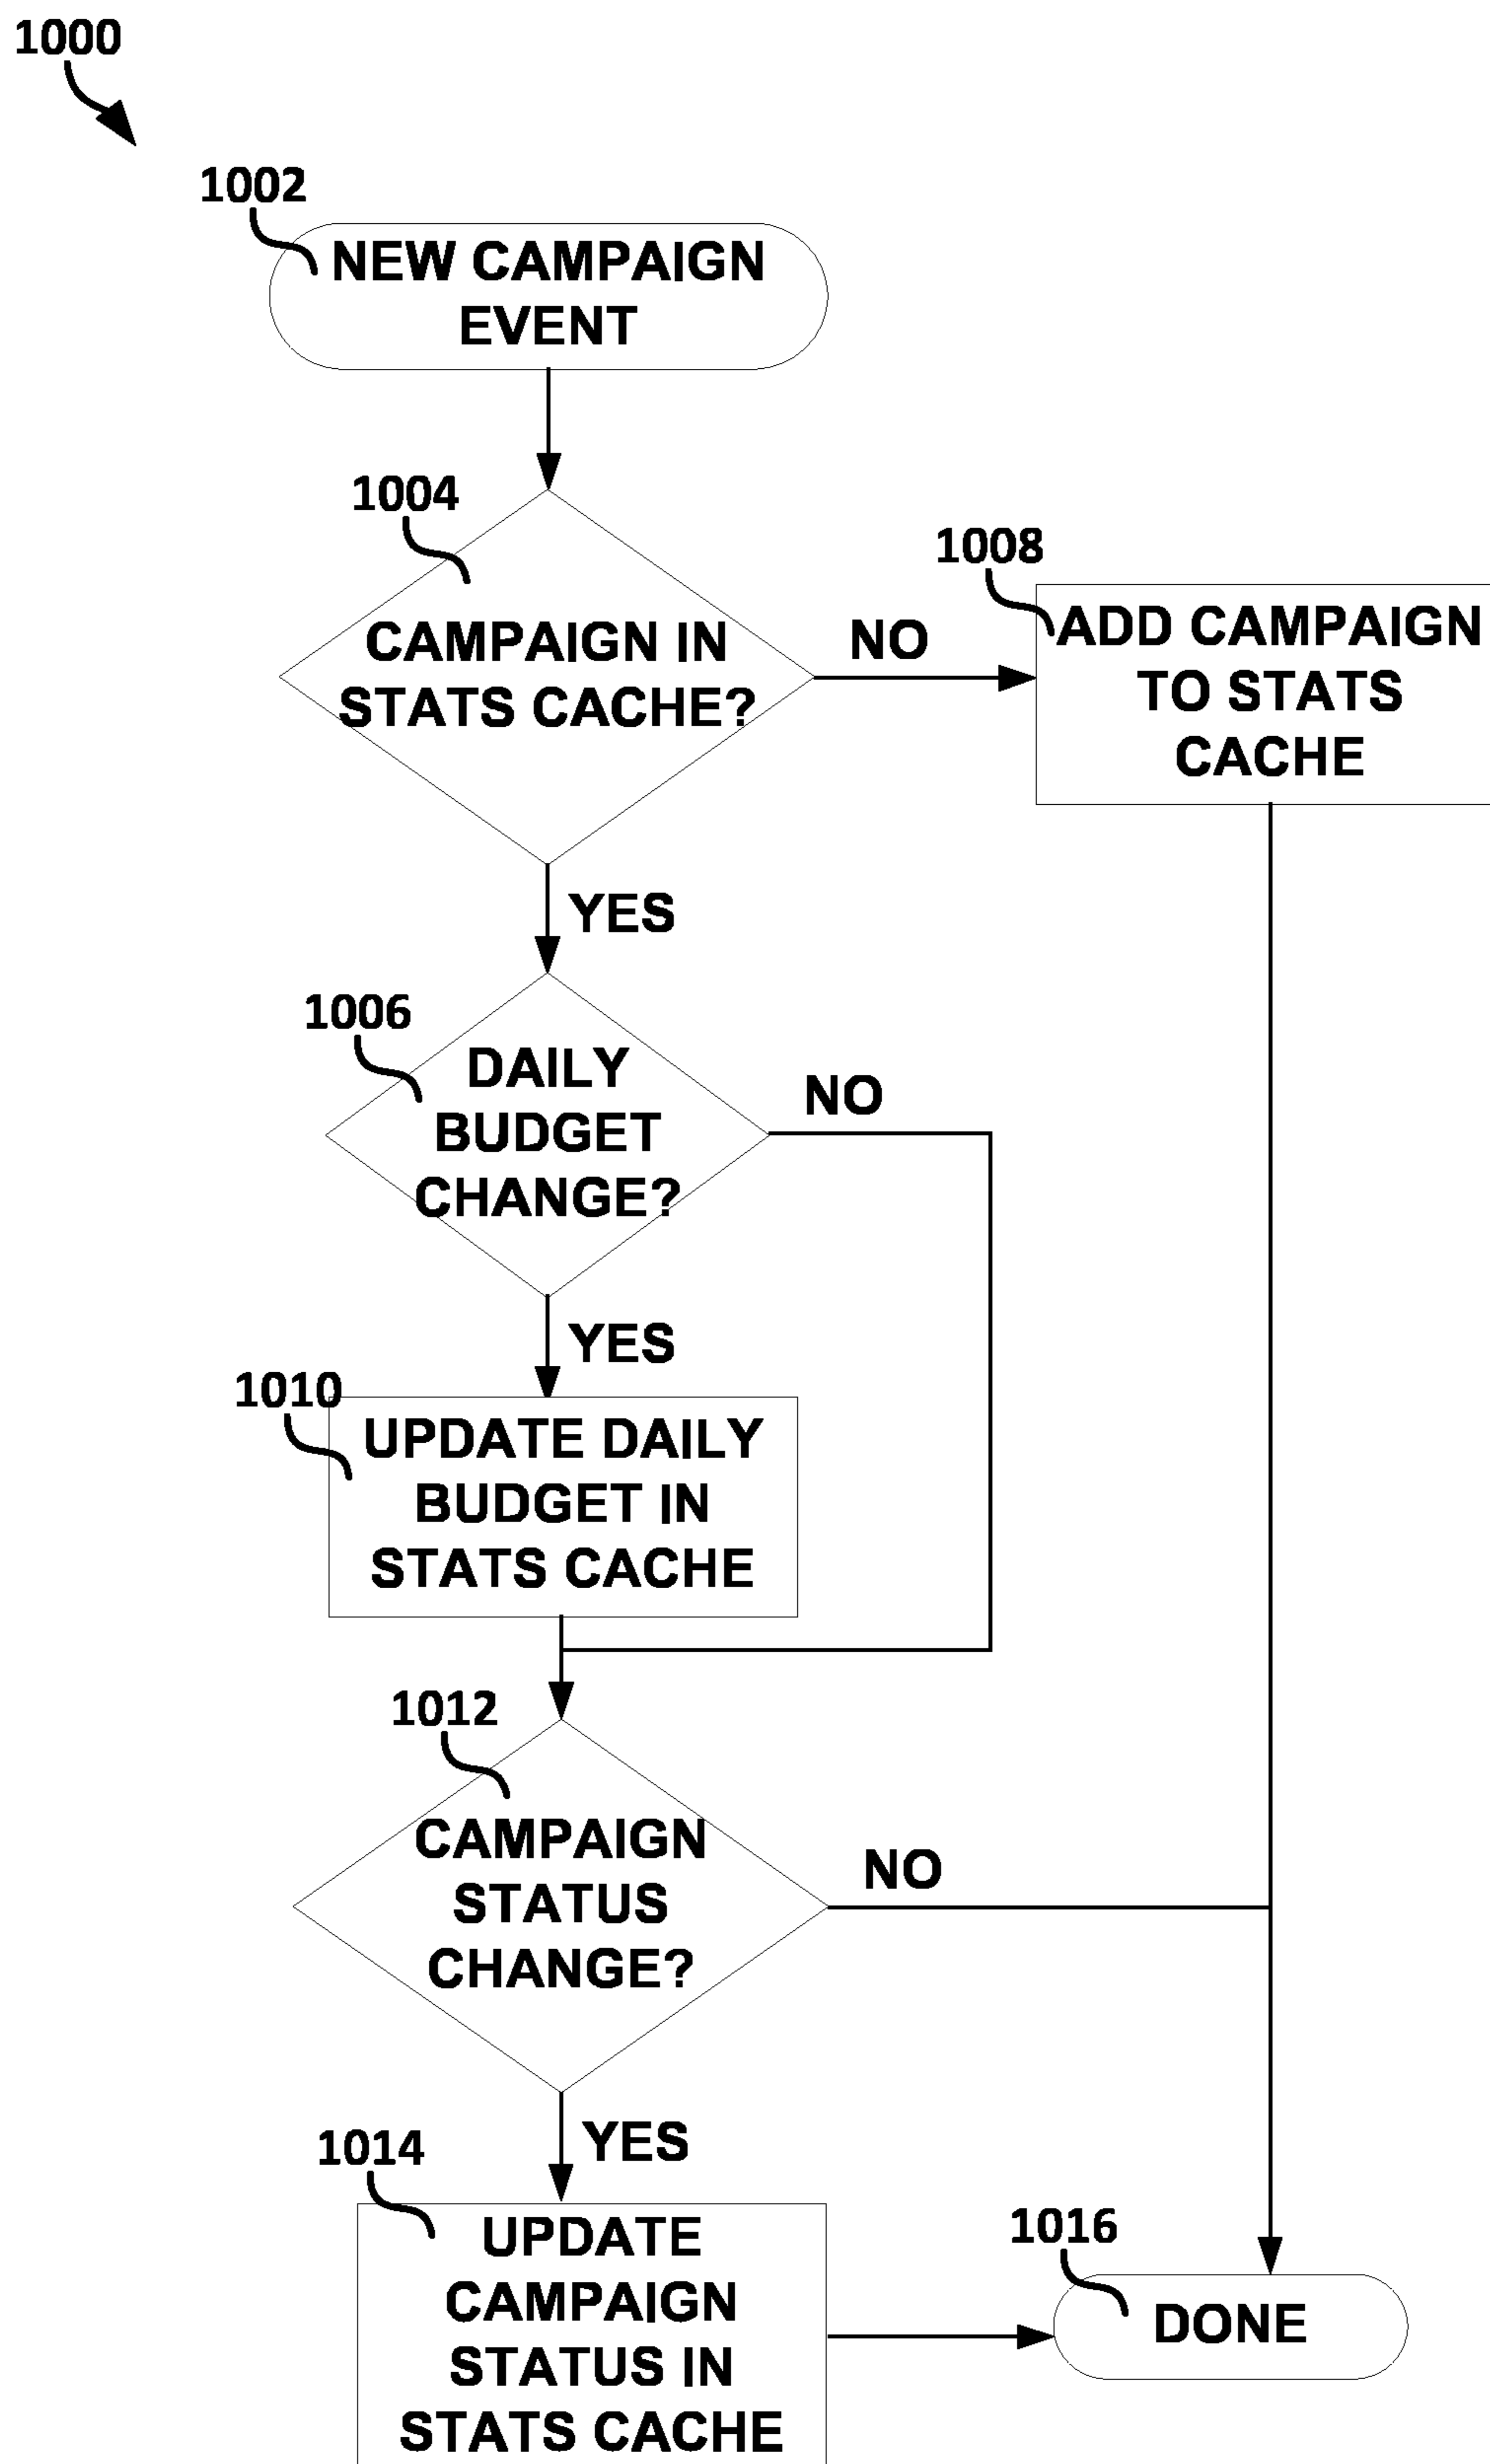 1000
1002
NEW CAMPAIGN
EVENT
1004
CAMPAIGN IN
STATS CACHE?
NO
1008
ADD CAMPAIGN
TO STATS
CACHE
YES
1006
DAILY
BUDGET
CHANGE?
NO
YES
1010
UPDATE DAILY
BUDGET IN
STATS CACHE
1012
CAMPAIGN
STATUS
CHANGE?
NO
YES
1014
UPDATE
CAMPAIGN
STATUS IN
STATS CACHE
1016
DONE